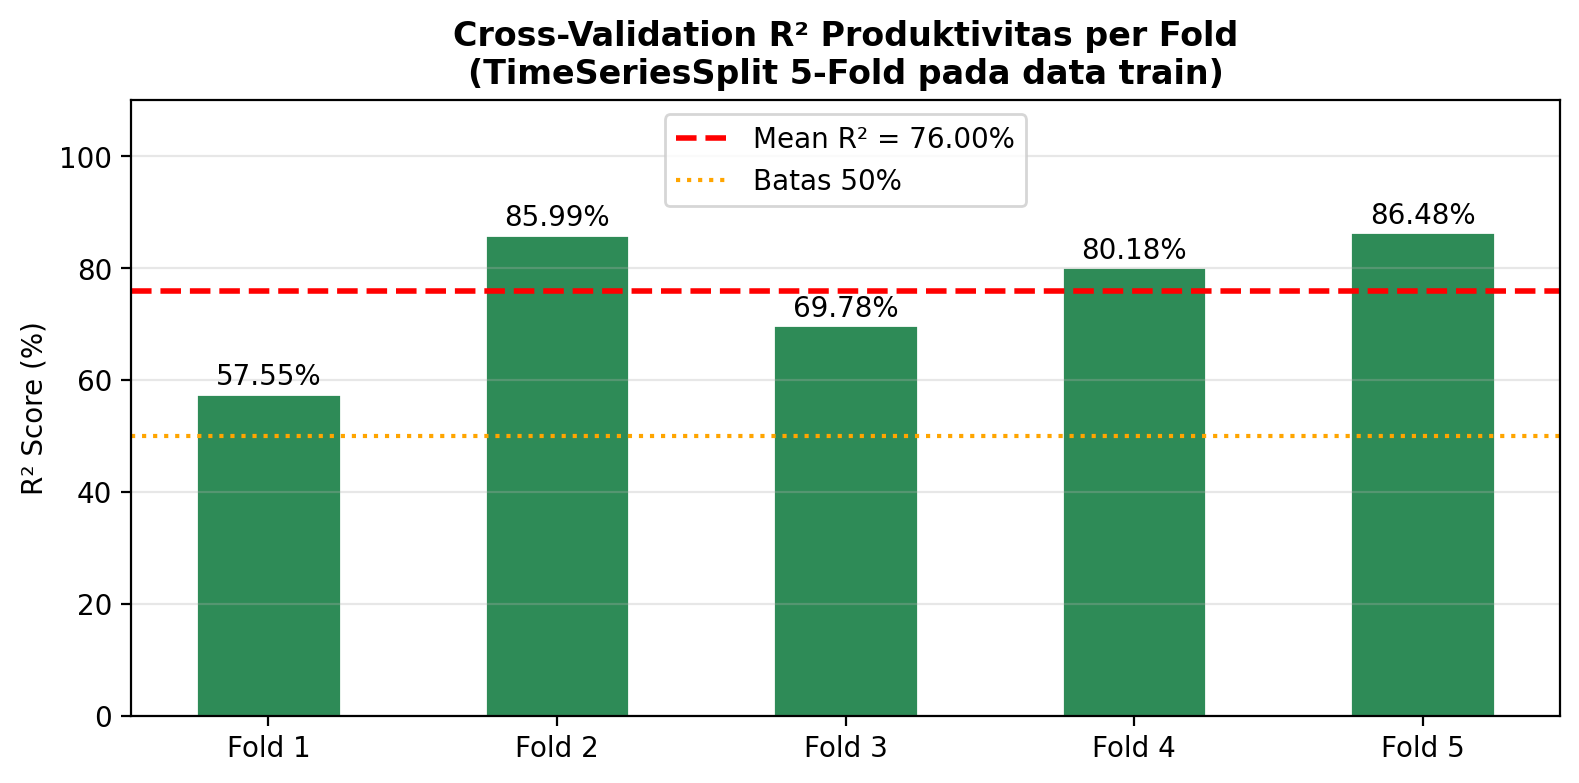 Cross-Validation R² Produktivitas per Fold
(TimeSeriesSplit 5-Fold pada data train)
Mean R² = 76.00%
Batas 50%
R² Score (%)
100
80
60
40
20
0
57.55%
85.99%
69.78%
80.18%
86.48%
Fold 1
Fold 2
Fold 3
Fold 4
Fold 5